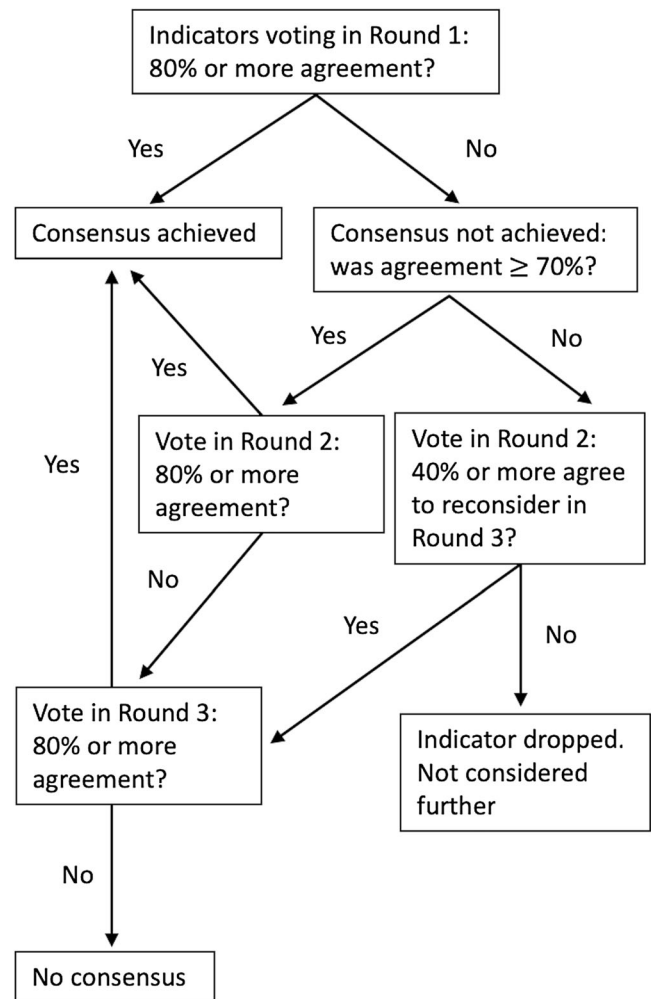 Indicators voting in Round 1:
80% or more agreement?
Yes
No
Consensus achieved
Consensus not achieved:
was agreement ≥ 70%?
Yes
No
Yes
Vote in Round 2:
80% or more
agreement?
Vote in Round 2:
40% or more agree
to reconsider in
Round 3?
Yes
No
Yes
No
Vote in Round 3:
80% or more
agreement?
Indicator dropped.
Not considered
further
No
No consensus